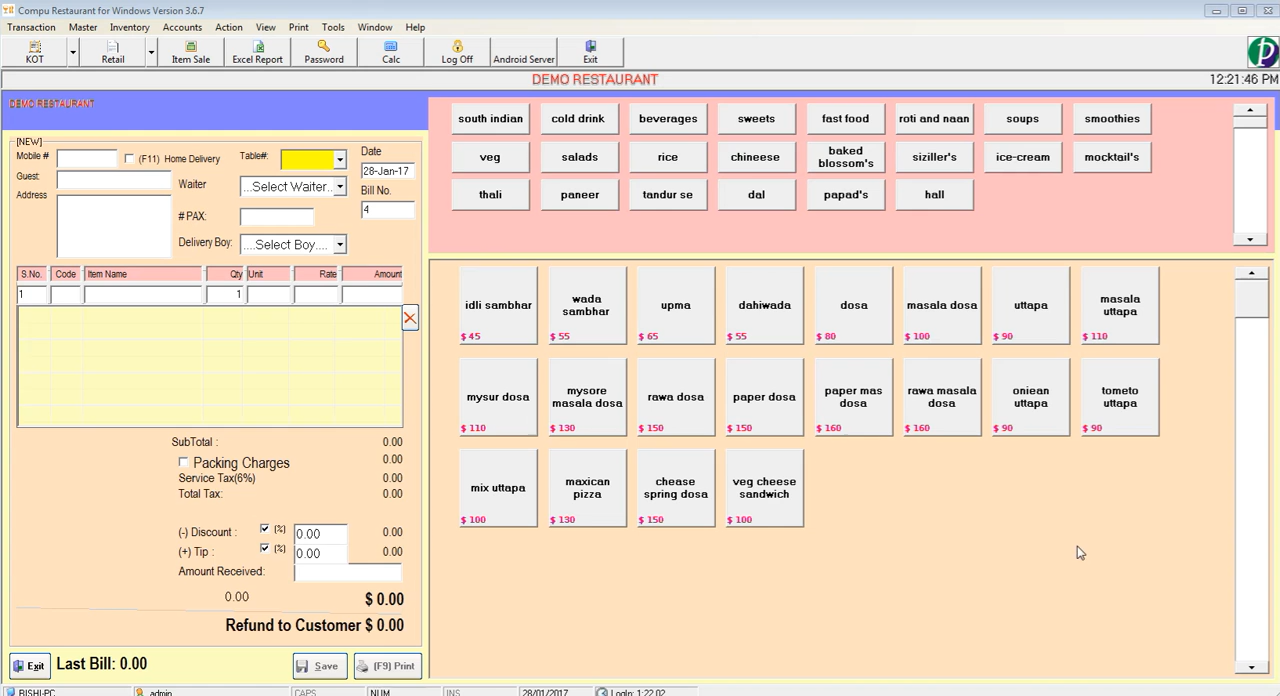 Compu Restaurant for Windows Version 3.6.7
Transaction Master Inventory Accounts Action View Print Tools Window Help
KOT Retail Item Sale Excel Report Password Calc Log Off Android Server Exit
DEMO RESTAURANT 12:21:46 PM
DEMO RESTAURANT
[NEW]
Mobile # (F11) Home Delivery Table#: Date
28-Jan-17
Guest: Waiter ...Select Waiter.. Bill No.
Address
# PAX: 4
Delivery Boy: ....Select Boy....
S.No. Code Item Name Qty Unit Rate Amount
1 1
SubTotal : 0.00
Packing Charges 0.00
Service Tax(6%) 0.00
Total Tax: 0.00
(-) Discount : (%) 0.00 0.00
(+) Tip : (%) 0.00 0.00
Amount Received:
0.00 $ 0.00
Refund to Customer $ 0.00
Exit Last Bill: 0.00 Save (F9) Print
south indian cold drink beverages sweets fast food roti and naan soups smoothies
veg salads rice chineese baked blossom's siziller's ice-cream mocktail's
thali paneer tandur se dal papad's hall
idli sambhar wada sambhar upma dahiwada dosa masala dosa uttapa masala uttapa
$ 45 $ 55 $ 65 $ 55 $ 80 $ 100 $ 90 $ 110
mysur dosa mysore masala dosa rawa dosa paper dosa paper mas dosa rawa masala dosa oniean uttapa tometo uttapa
$ 110 $ 130 $ 150 $ 150 $ 160 $ 160 $ 90 $ 90
mix uttapa maxican pizza chease spring dosa veg cheese sandwich
$ 100 $ 130 $ 150 $ 100
BISHI-PC admin CAPS NUM INS 28/01/2017 LogIn: 1:22.02